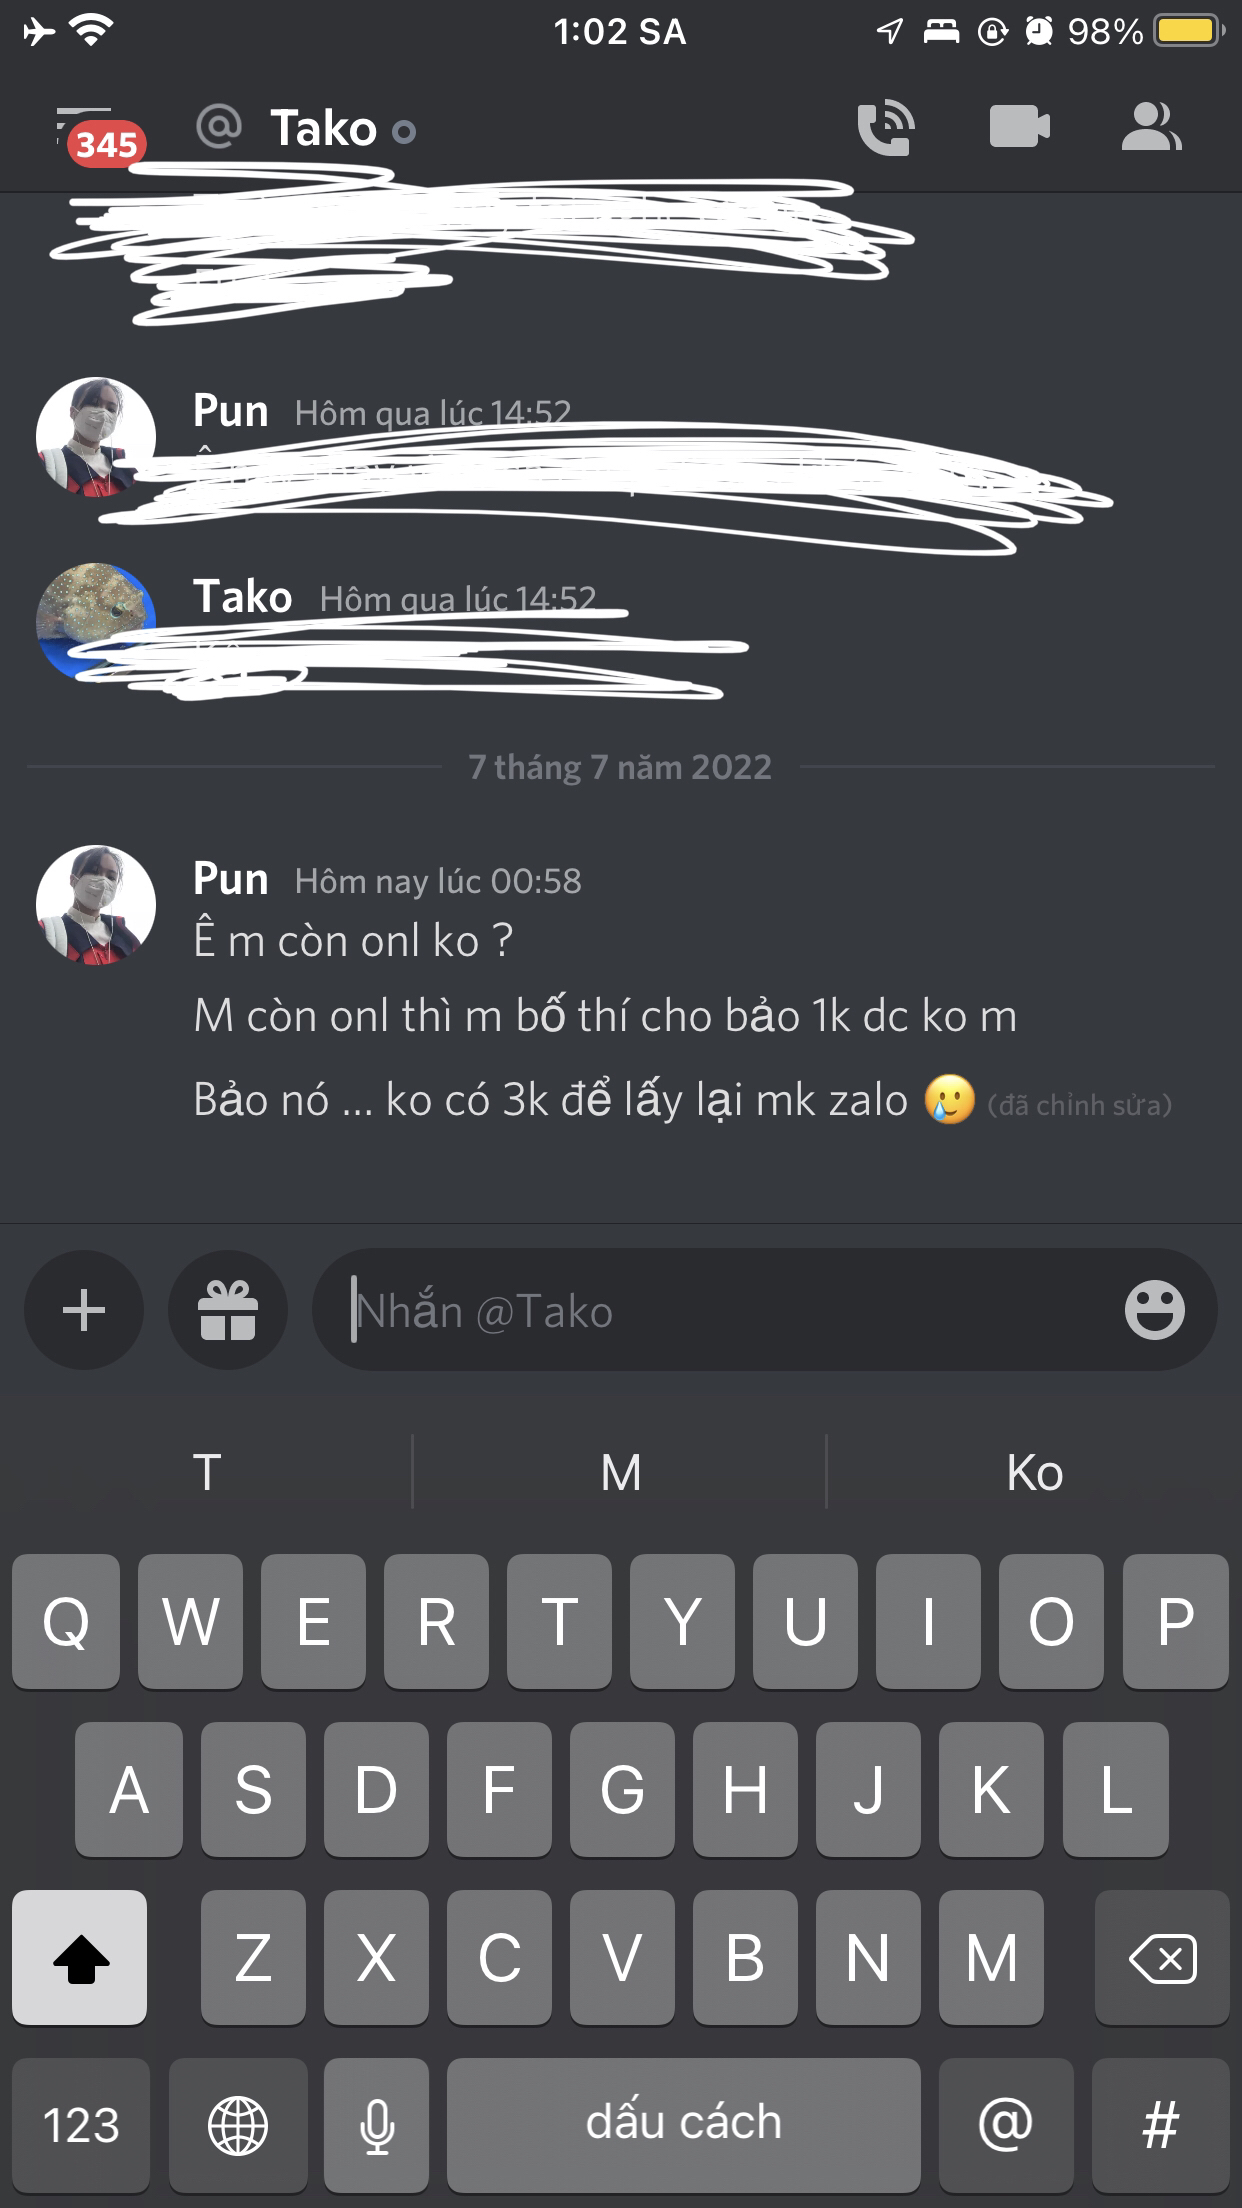 1:02 SA
98%
345
@ Tako
Pun Hôm qua lúc 14:52
Tako Hôm qua lúc 14:52
7 tháng 7 năm 2022
Pun Hôm nay lúc 00:58
Ê m còn onl ko ?
M còn onl thì m bố thí cho bảo 1k dc ko m
Bảo nó ... ko có 3k để lấy lại mk zalo 🥲 (đã chỉnh sửa)
Nhắn @Tako
T M Ko
Q W E R T Y U I O P
A S D F G H J K L
Z X C V B N M
123 dấu cách @ #